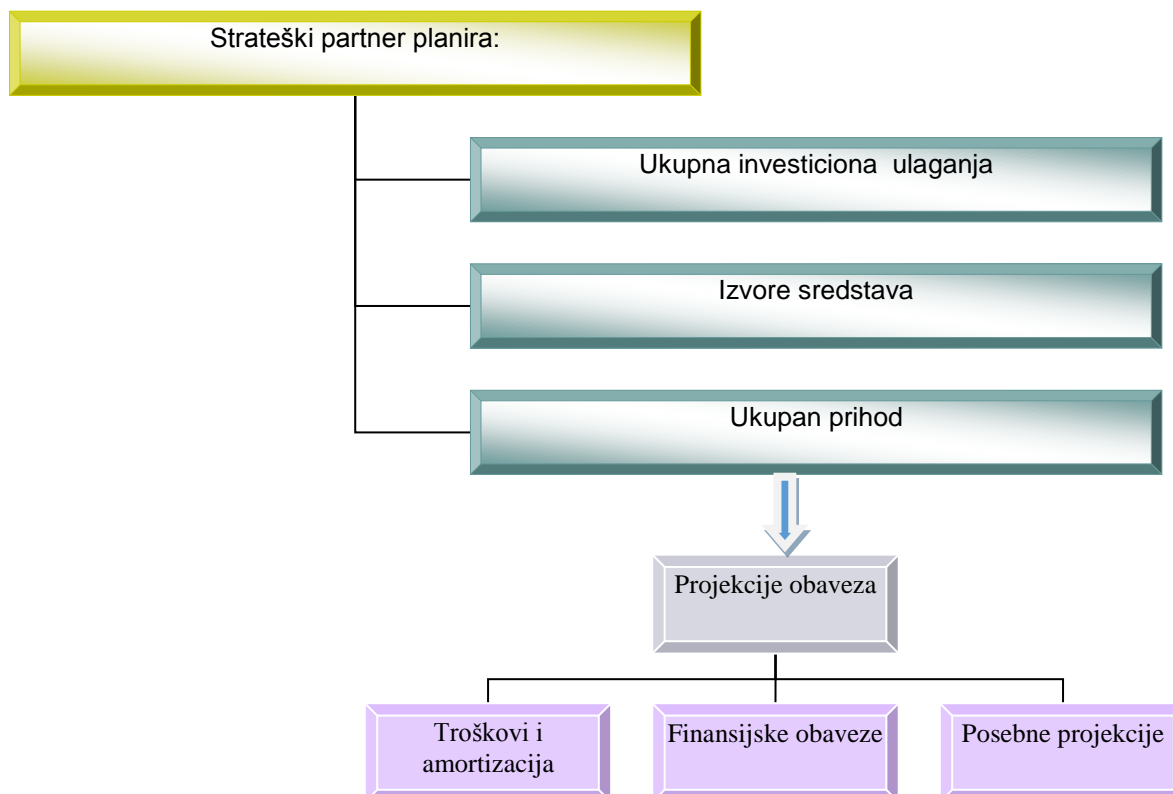 Strateški partner planira:
Ukupna investiciona  ulaganja
Izvore sredstava
Ukupan prihod
Projekcije obaveza
Troškovi i
amortizacija
Finansijske obaveze
Posebne projekcije